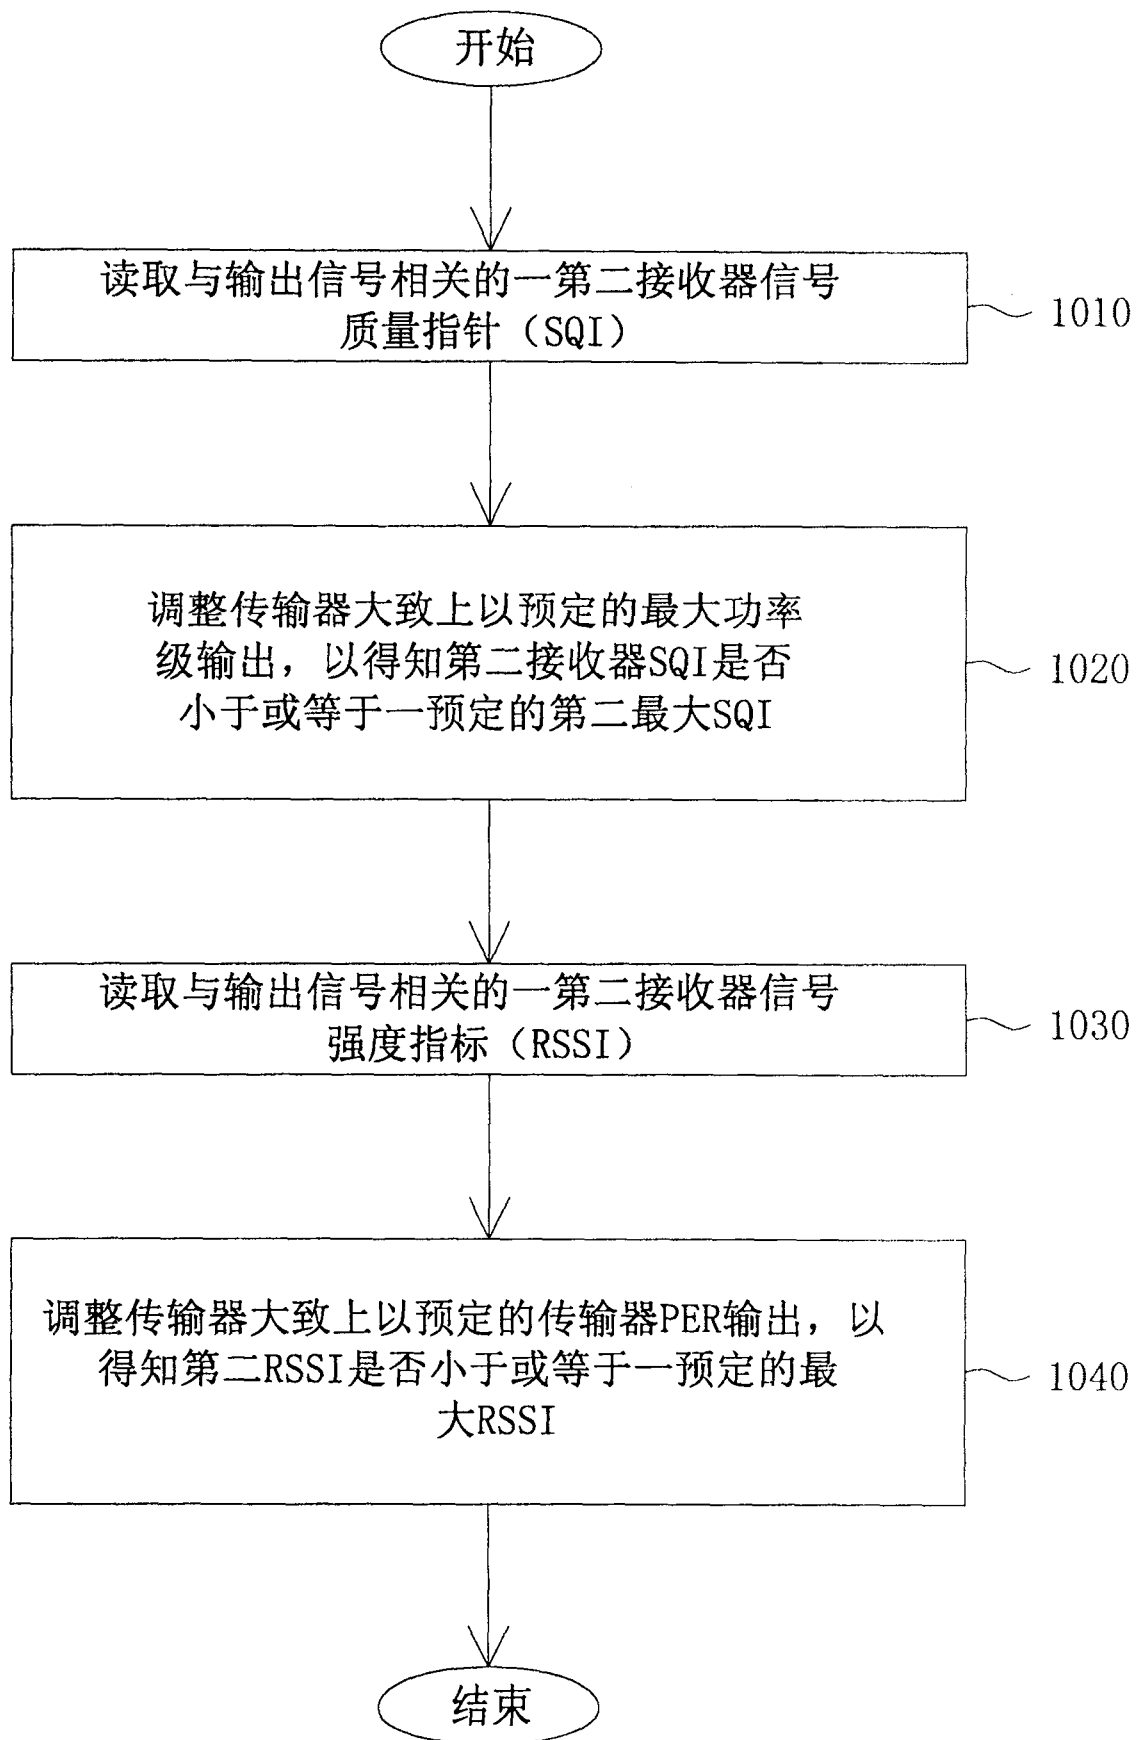 开始
读取与输出信号相关的一第二接收器信号
质量指针（SQI）
1010
调整传输器大致上以预定的最大功率
级输出，以得知第二接收器SQI是否
小于或等于一预定的第二最大SQI
1020
读取与输出信号相关的一第二接收器信号
强度指标（RSSI）
1030
调整传输器大致上以预定的传输器PER输出，以
得知第二RSSI是否小于或等于一预定的最
大RSSI
1040
结束